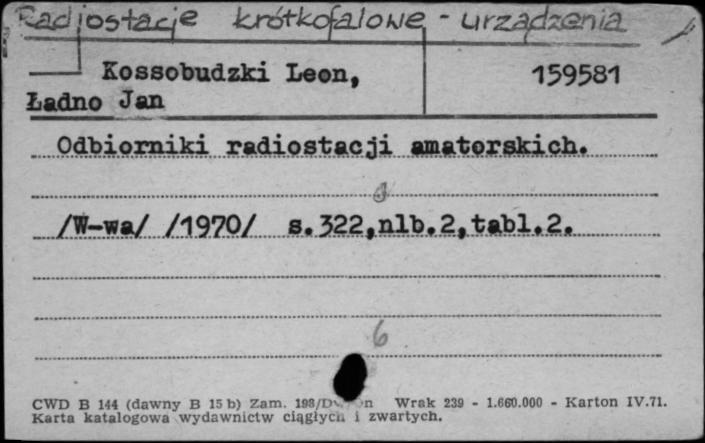 Radiostacje krótkofalowe - urządzenia
Kossobudzki Leon, 159581
Ładno Jan
Odbiorniki radiostacji amatorskich.
/W-wa/ /1970/ s.322,nlb.2,tabl.2.
6
CWD B 144 (dawny B 15 b) Zam. 198/ Wrak 239 - 1.660.000 - Karton IV.71.
Karta katalogowa wydawnictw ciągłych i zwartych.